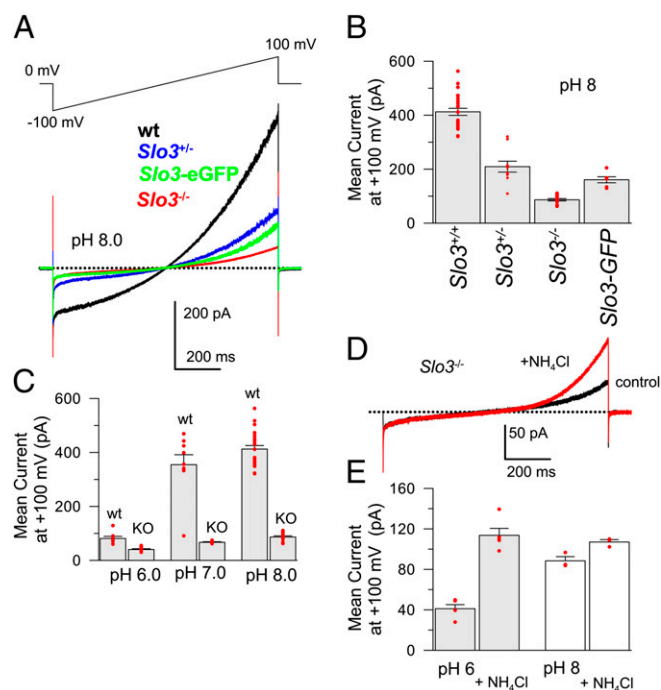 A
100 mV
0 mV
-100 mV
wt
Slo3+/-
Slo3-eGFP
Slo3-/-
pH 8.0
200 pA
200 ms
B
Mean Current
at +100 mV (pA)
600
400
200
0
pH 8
Slo3+/+
Slo3+/-
Slo3-/-
Slo3-GFP
C
Mean Current
at +100 mV (pA)
600
400
200
0
wt
KO
wt
KO
wt
KO
pH 6.0
pH 7.0
pH 8.0
D
Slo3-/-
+NH4Cl
control
50 pA
200 ms
E
Mean Current
at +100 mV (pA)
160
120
80
40
0
pH 6
+ NH4Cl
pH 8
+ NH4Cl